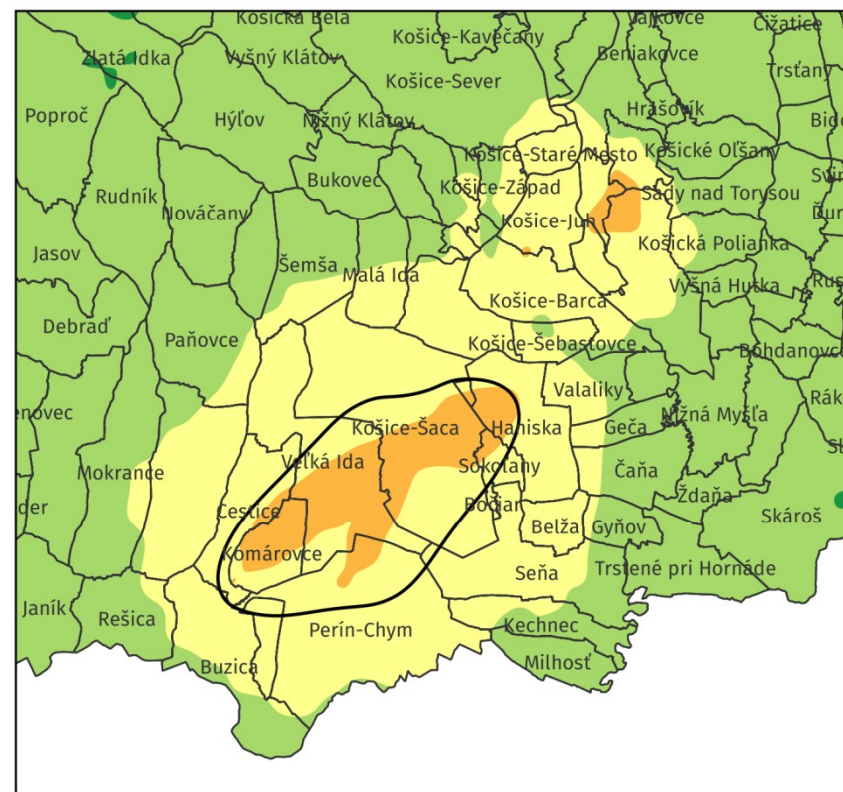 Košická Belá
Košice-Kavečany
Vajkovce
Čižatice
Zlatá Idka
Vyšný Klátov
Beniakovce
Trsťany
Košice-Sever
Poproč
Hýľov
Nižný Klátov
Hrašovík
Košice-Staré Mesto
Košické Oľšany
Bukovec
Košice-Západ
Sady nad Torysou
Rudník
Nováčany
Košice-Juh
Košická Polianka
Jasov
Šemša
Malá Ida
Vyšná Hutka
Košice-Barca
Debraď
Paňovce
Košice-Šebastovce
Valaliky
Nižná Myšľa
Košice-Šaca
Haniska
Geča
Veľká Ida
Sokoľany
Mokrance
Čaňa
Ždaňa
Čestice
Bočiar
Belža
Gyňov
Skároš
Komárovce
Seňa
Trstené pri Hornáde
Janík
Rešica
Perín-Chym
Kechnec
Buzica
Milhosť